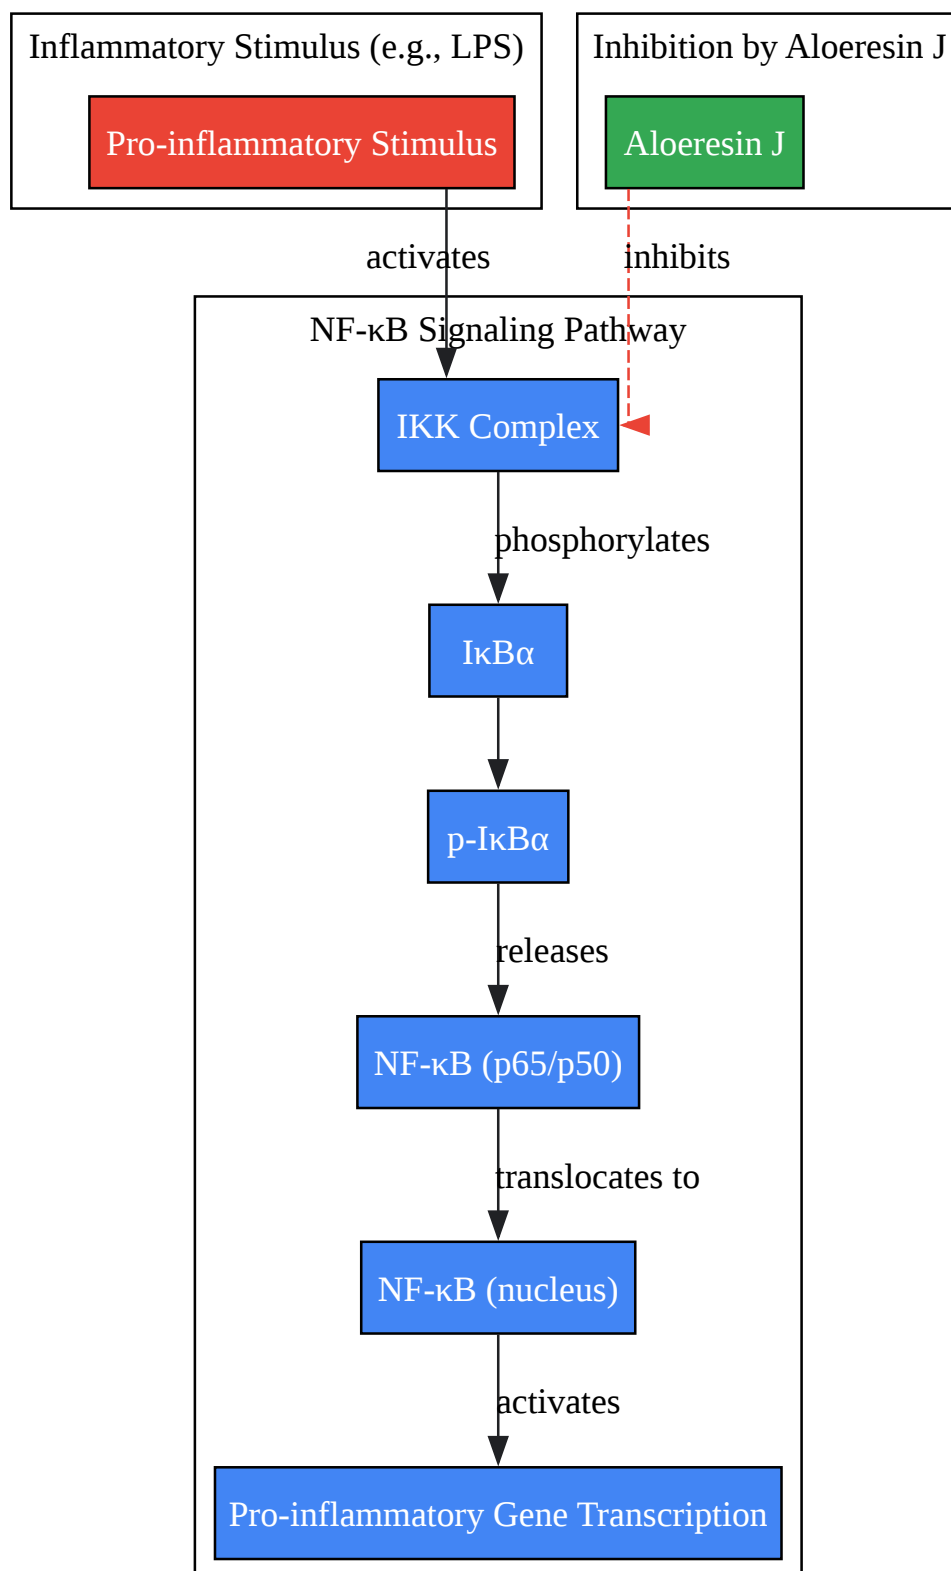 Inflammatory Stimulus (e.g., LPS)
Inhibition by Aloeresin J
Pro-inflammatory Stimulus
Aloeresin J
activates
inhibits
NF-κB Signaling Pathway
IKK Complex
phosphorylates
IκBα
p-IκBα
releases
NF-κB (p65/p50)
translocates to
NF-κB (nucleus)
activates
Pro-inflammatory Gene Transcription